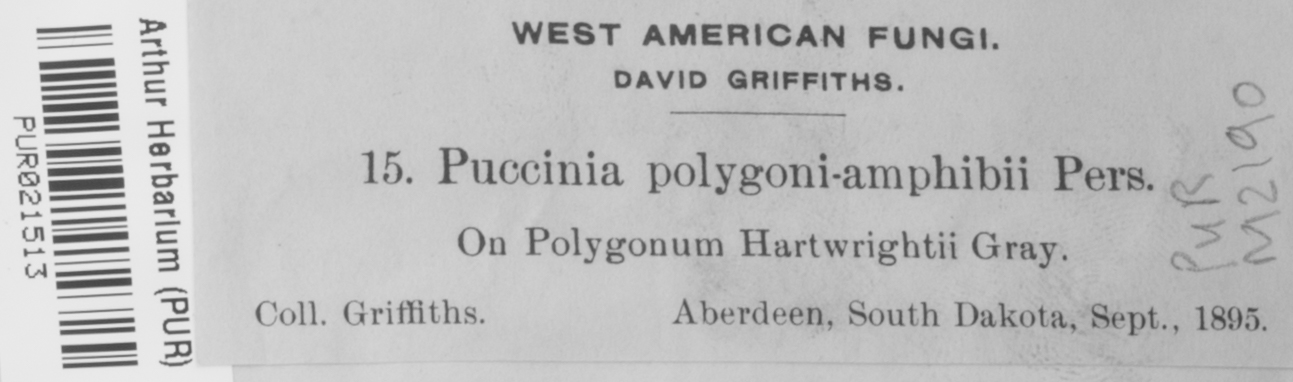 WEST AMERICAN FUNGI.
DAVID GRIFFITHS.
15. Puccinia polygoni-amphibii Pers.
On Polygonum Hartwrightii Gray.
Coll. Griffiths. Aberdeen, South Dakota, Sept., 1895.
PUR
M2190
Arthur Herbarium (PUR)
PUR0021513